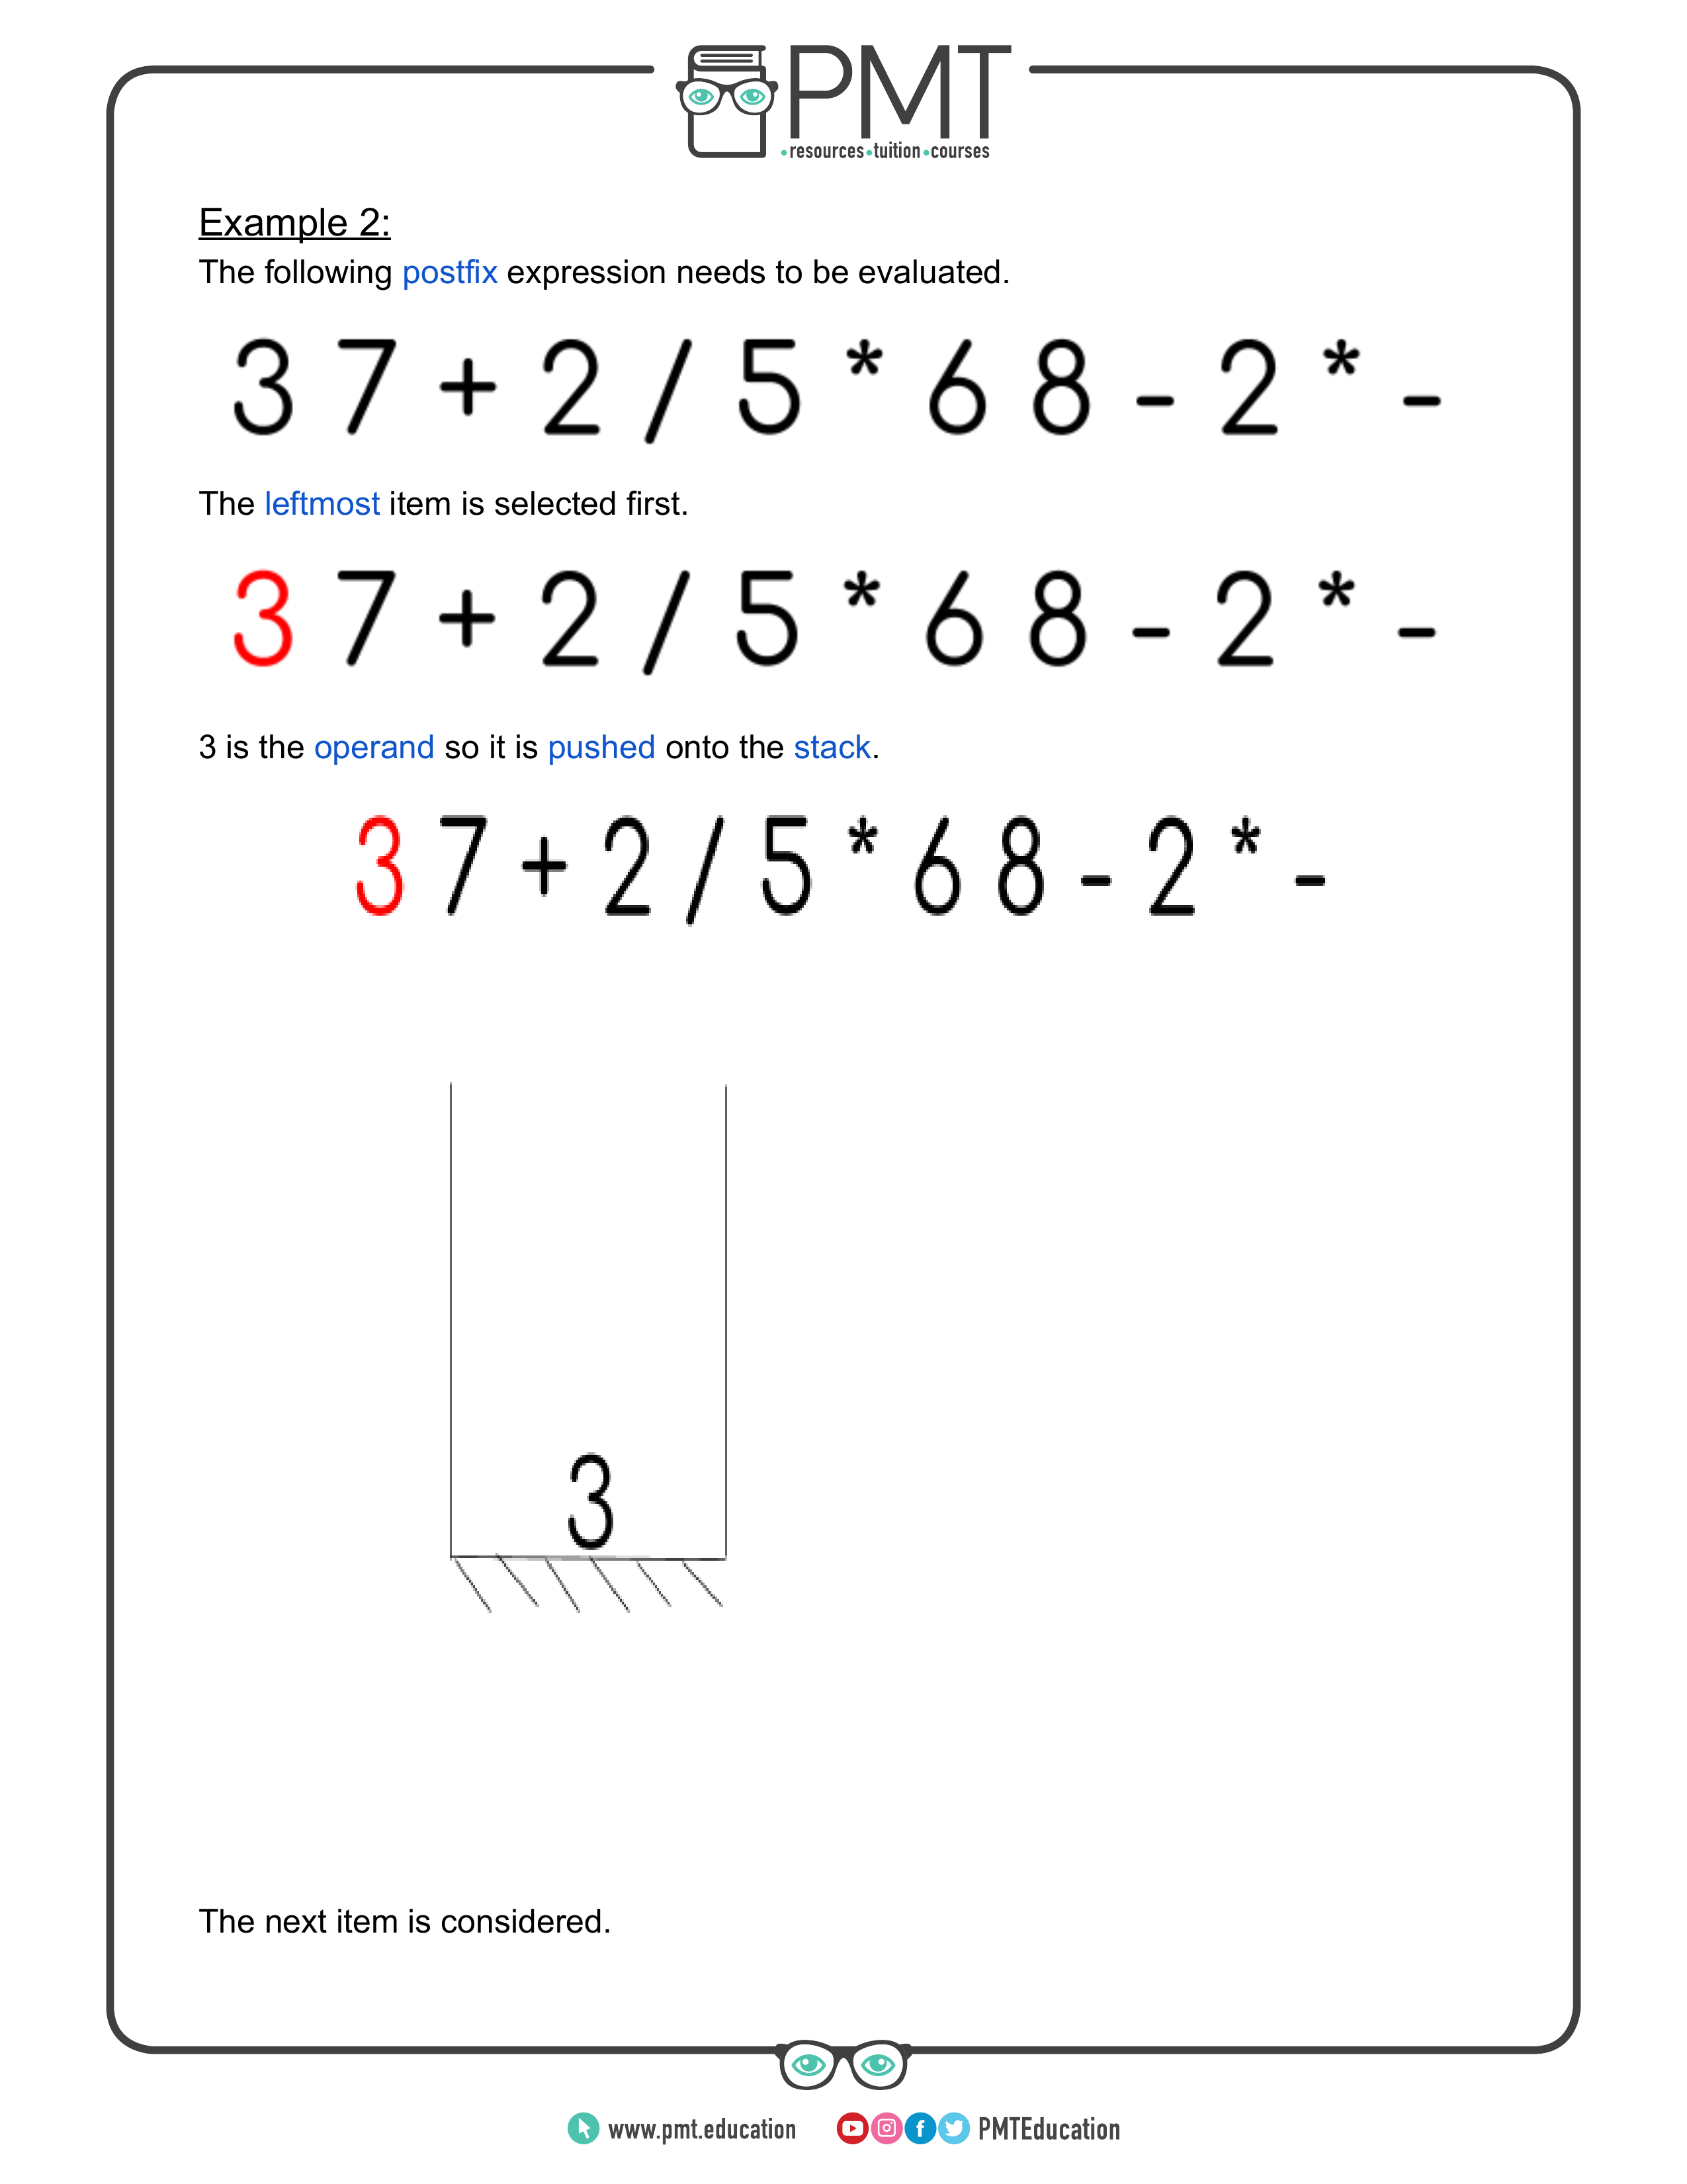 PMT
•resources•tuition•courses
Example 2:
The following postfix expression needs to be evaluated.
3 7 + 2 / 5 * 6 8 - 2 * -
The leftmost item is selected first.
3 7 + 2 / 5 * 6 8 - 2 * -
3 is the operand so it is pushed onto the stack.
3 7 + 2 / 5 * 6 8 - 2 * -
3
The next item is considered.
www.pmt.education PMTEducation